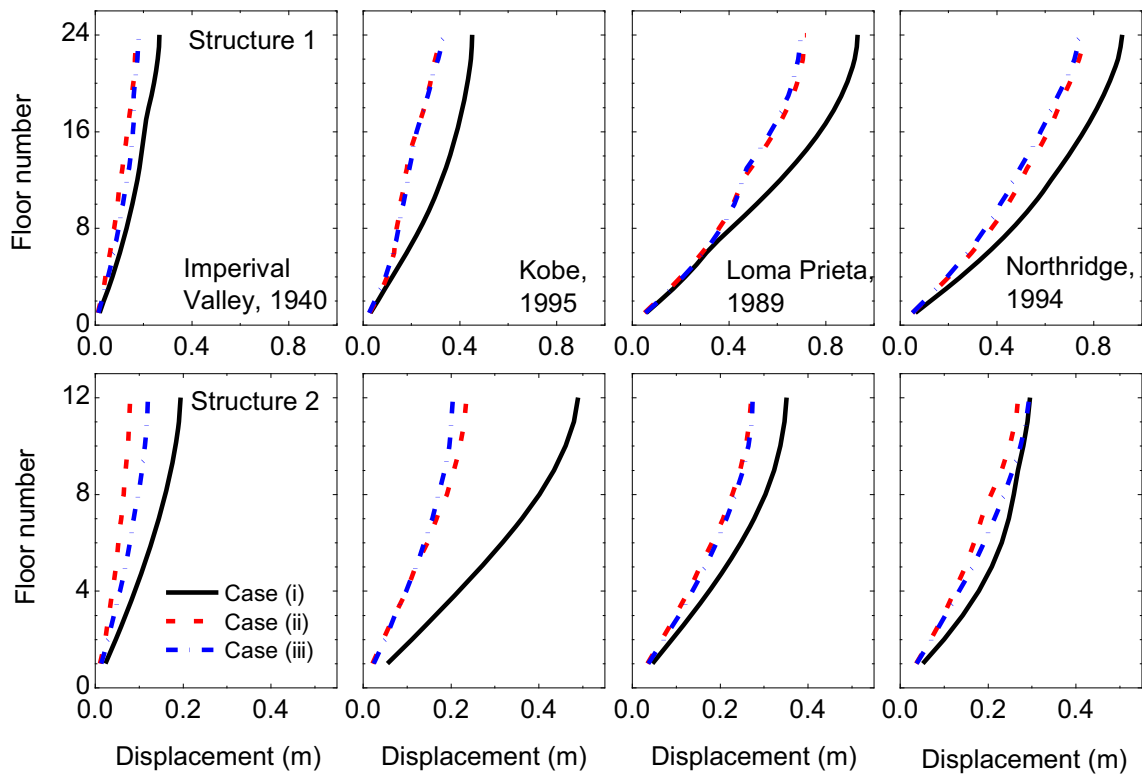 24
Structure 1
16
8
0
Floor number
Imperival
Valley, 1940
Kobe,
1995
Loma Prieta,
1989
Northridge,
1994
0.0 0.4 0.8
0.0 0.4 0.8
0.0 0.4 0.8
0.0 0.4 0.8
12
Structure 2
8
4
0
Floor number
Case (i)
Case (ii)
Case (iii)
0.0 0.2 0.4
0.0 0.2 0.4
0.0 0.2 0.4
0.0 0.2 0.4
Displacement (m)
Displacement (m)
Displacement (m)
Displacement (m)